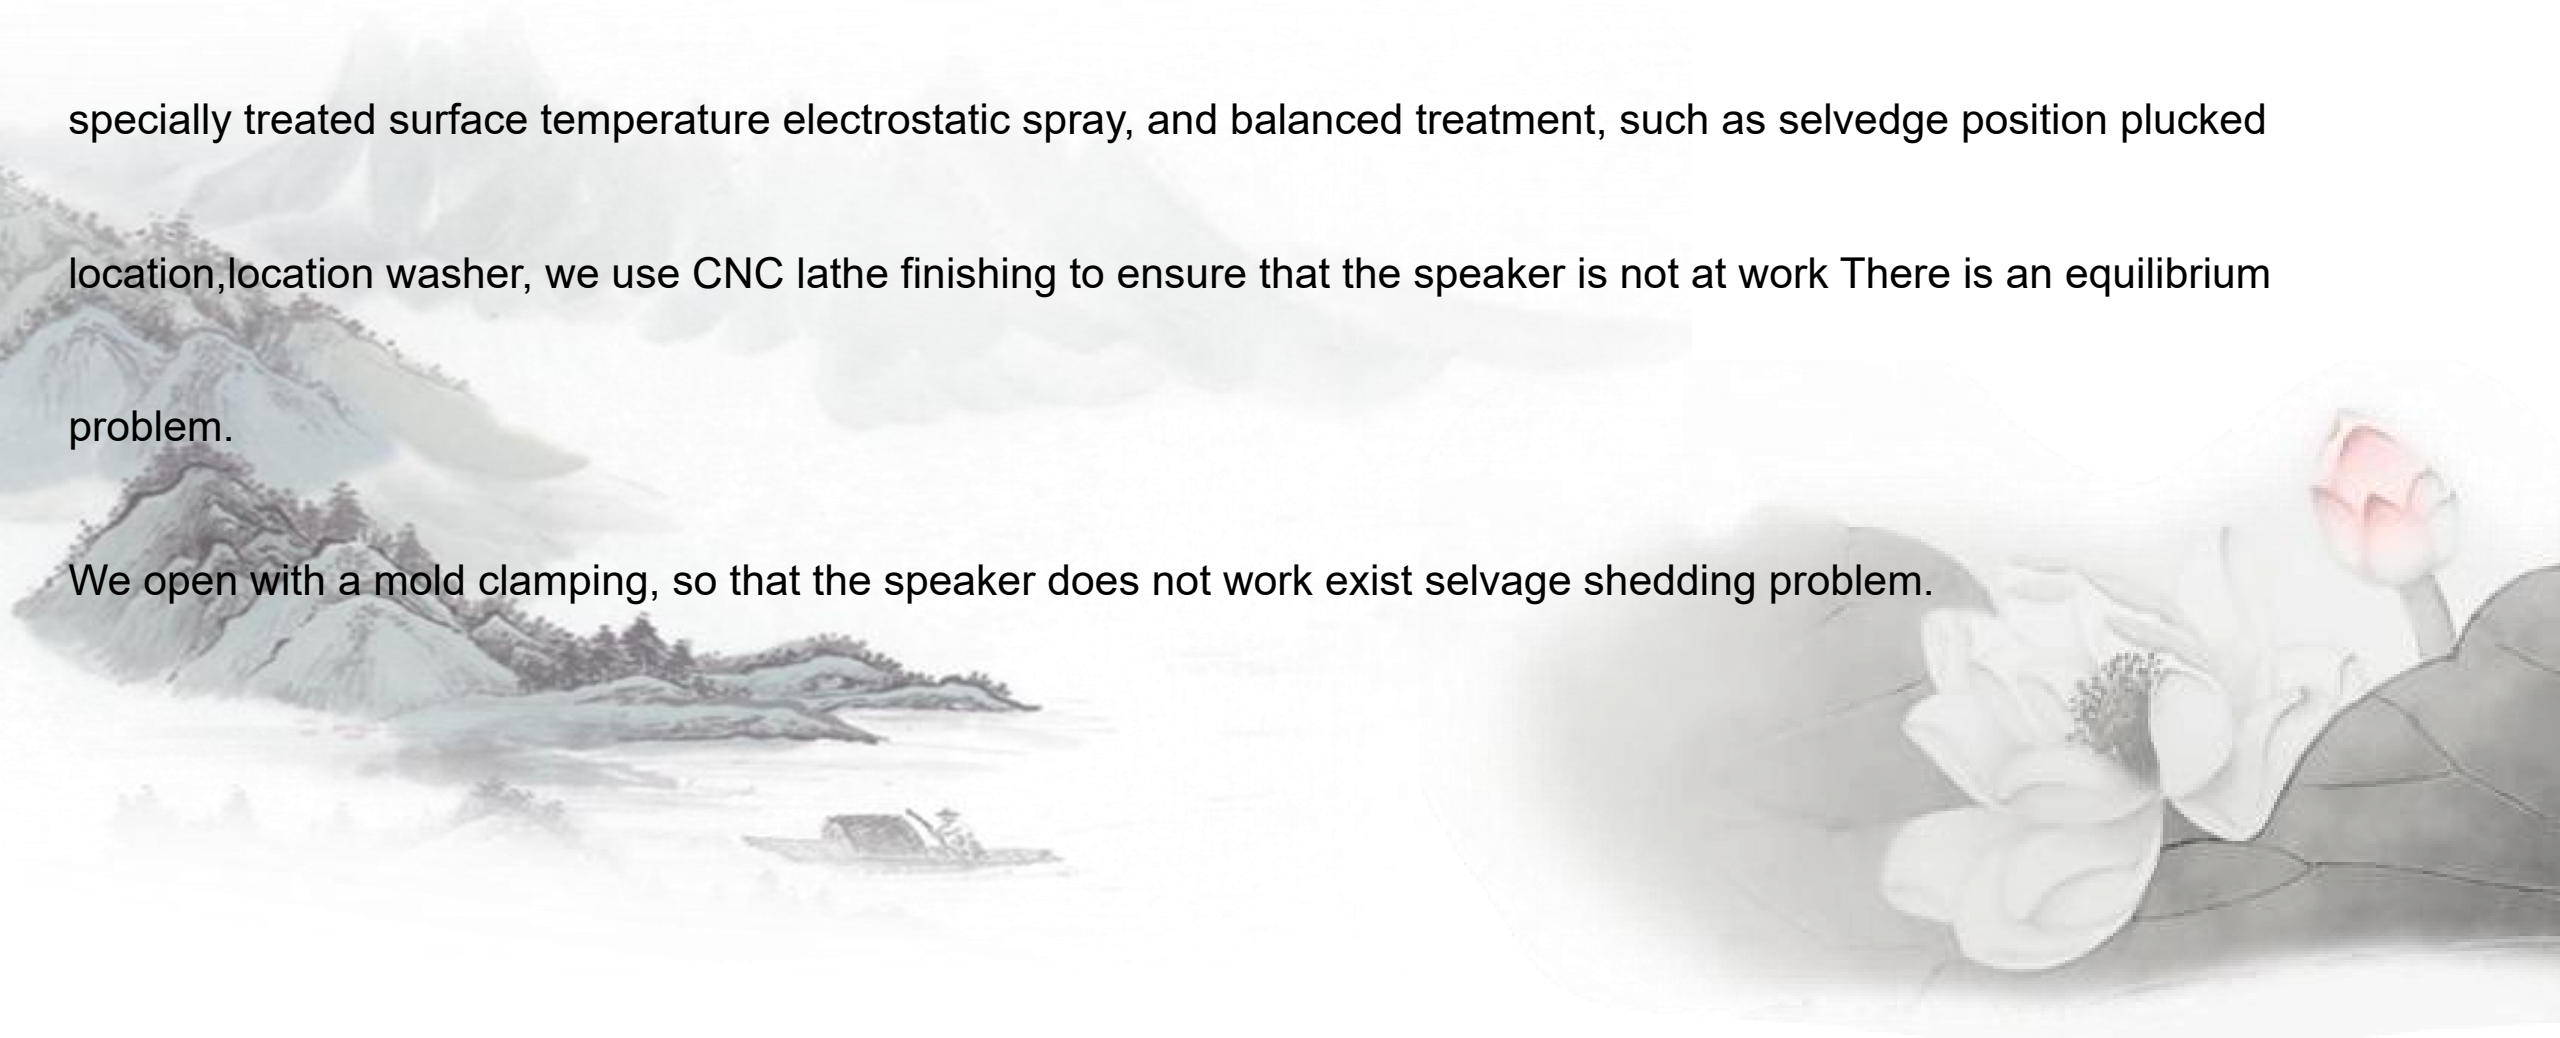 specially treated surface temperature electrostatic spray, and balanced treatment, such as selvedge position plucked
location,location washer, we use CNC lathe finishing to ensure that the speaker is not at work There is an equilibrium
problem.
We open with a mold clamping, so that the speaker does not work exist selvage shedding problem.